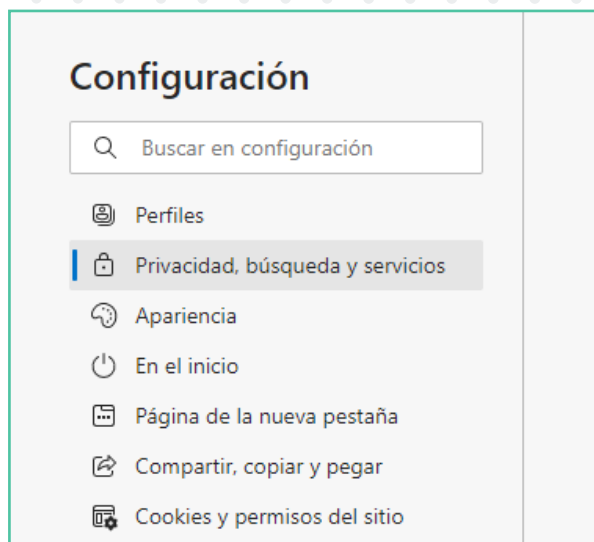 Configuración
Buscar en configuración
Perfiles
Privacidad, búsqueda y servicios
Apariencia
En el inicio
Página de la nueva pestaña
Compartir, copiar y pegar
Cookies y permisos del sitio